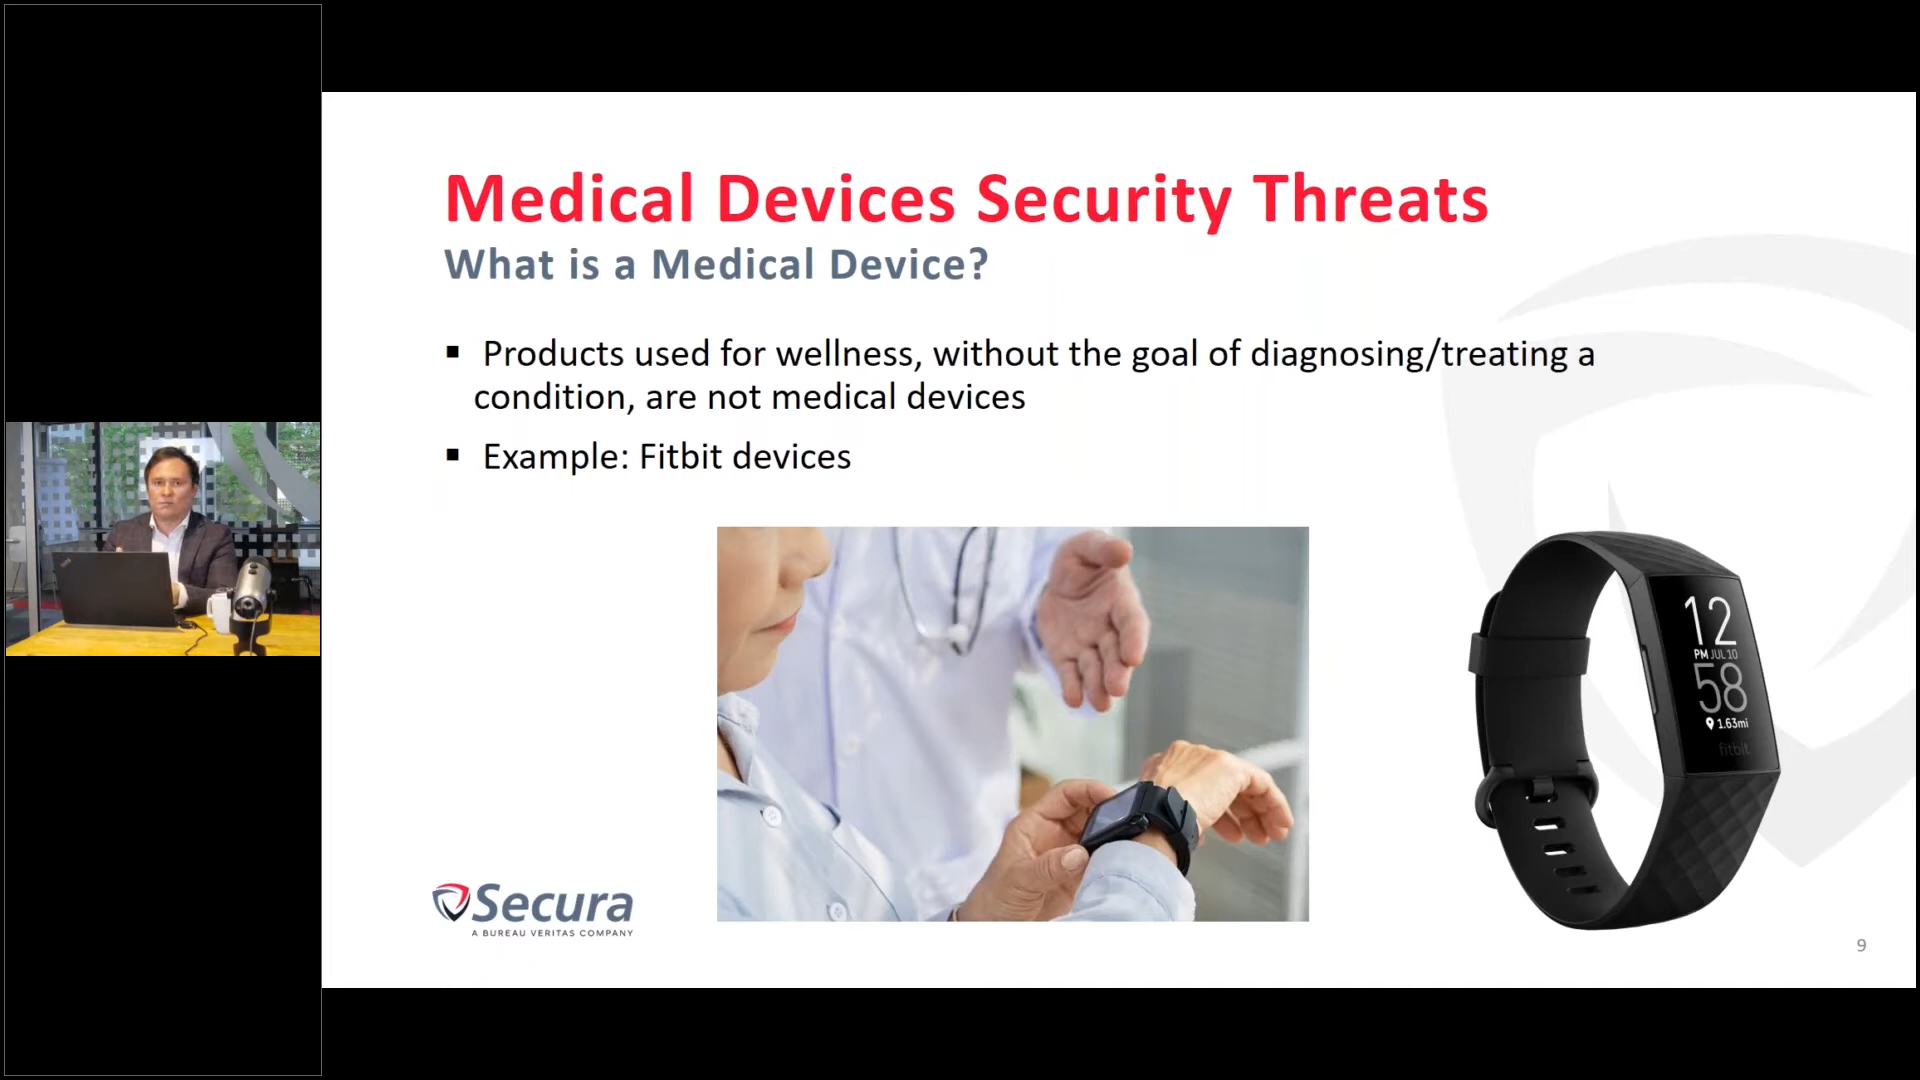 Medical Devices Security Threats
What is a Medical Device?
▪ Products used for wellness, without the goal of diagnosing/treating a
condition, are not medical devices
▪ Example: Fitbit devices
12
PM JUL 10
58
1.63mi
fitbit
Secura
A BUREAU VERITAS COMPANY
9